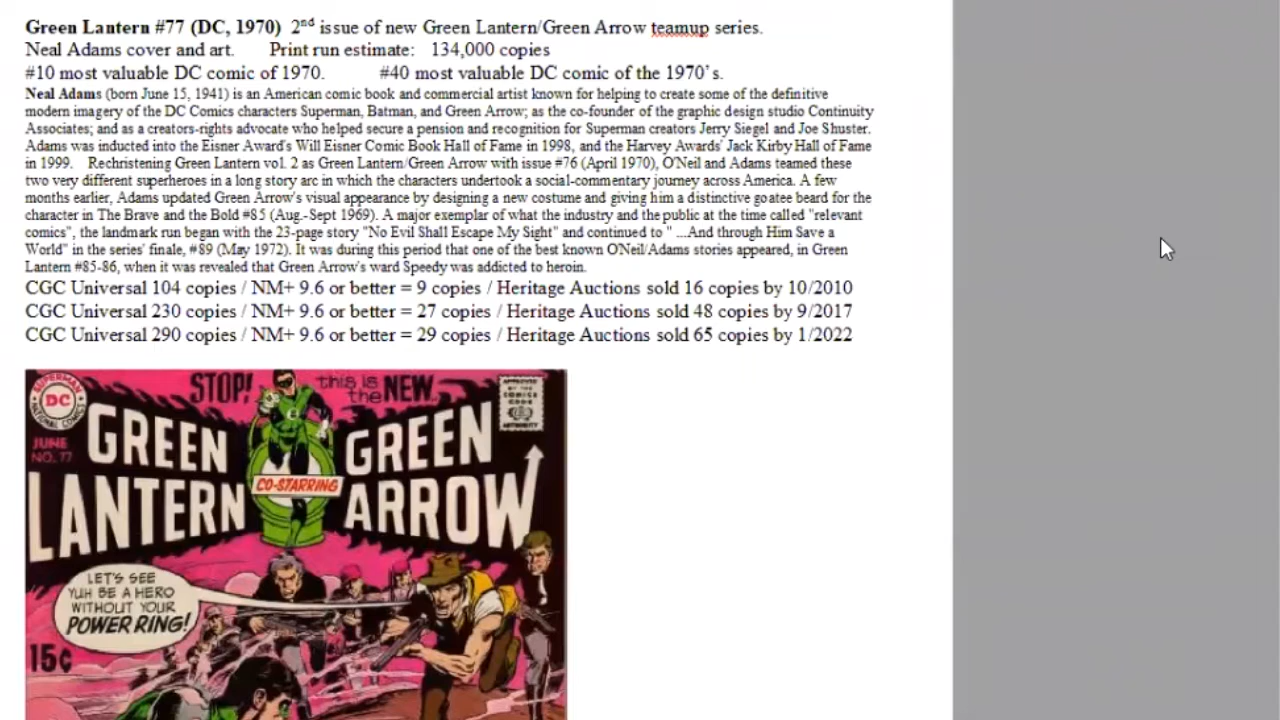 Green Lantern #77 (DC, 1970) 2nd issue of new Green Lantern/Green Arrow teamup series.
Neal Adams cover and art. Print run estimate: 134,000 copies
#10 most valuable DC comic of 1970. #40 most valuable DC comic of the 1970's.
Neal Adams (born June 15, 1941) is an American comic book and commercial artist known for helping to create some of the definitive
modern imagery of the DC Comics characters Superman, Batman, and Green Arrow; as the co-founder of the graphic design studio Continuity
Associates; and as a creators-rights advocate who helped secure a pension and recognition for Superman creators Jerry Siegel and Joe Shuster.
Adams was inducted into the Eisner Award's Will Eisner Comic Book Hall of Fame in 1998, and the Harvey Awards' Jack Kirby Hall of Fame
in 1999. Rechristening Green Lantern vol. 2 as Green Lantern/Green Arrow with issue #76 (April 1970), O'Neil and Adams teamed these
two very different superheroes in a long story arc in which the characters undertook a social-commentary journey across America. A few
months earlier, Adams updated Green Arrow's visual appearance by designing a new costume and giving him a distinctive goatee beard for the
character in The Brave and the Bold #85 (Aug.-Sept 1969). A major exemplar of what the industry and the public at the time called "relevant
comics", the landmark run began with the 23-page story "No Evil Shall Escape My Sight" and continued to " ...And through Him Save a
World" in the series' finale, #89 (May 1972). It was during this period that one of the best known O'Neil/Adams stories appeared, in Green
Lantern #85-86, when it was revealed that Green Arrow's ward Speedy was addicted to heroin.
CGC Universal 104 copies / NM+ 9.6 or better = 9 copies / Heritage Auctions sold 16 copies by 10/2010
CGC Universal 230 copies / NM+ 9.6 or better = 27 copies / Heritage Auctions sold 48 copies by 9/2017
CGC Universal 290 copies / NM+ 9.6 or better = 29 copies / Heritage Auctions sold 65 copies by 1/2022
STOP! this is the NEW
SUPERMAN DC NATIONAL COMICS
APPROVED BY THE COMICS CODE AUTHORITY
JUNE NO. 77
GREEN LANTERN
CO-STARRING
GREEN ARROW
LET'S SEE
YUH BE A HERO
WITHOUT YOUR
POWER RING!
15¢